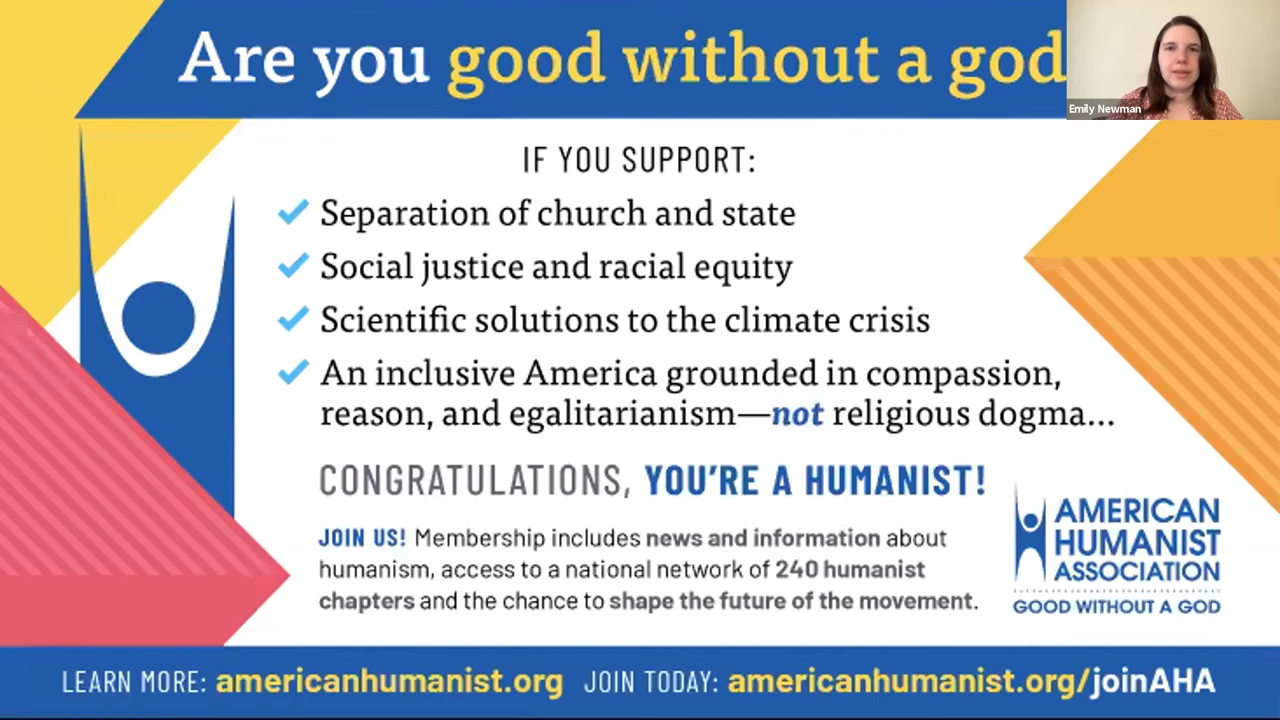 Are you good without a god
Emily Newman
IF YOU SUPPORT:
Separation of church and state
Social justice and racial equity
Scientific solutions to the climate crisis
An inclusive America grounded in compassion,
reason, and egalitarianism—not religious dogma...
CONGRATULATIONS, YOU'RE A HUMANIST!
JOIN US! Membership includes news and information about
humanism, access to a national network of 240 humanist
chapters and the chance to shape the future of the movement.
AMERICAN
HUMANIST
ASSOCIATION
GOOD WITHOUT A GOD
LEARN MORE: americanhumanist.org JOIN TODAY: americanhumanist.org/joinAHA